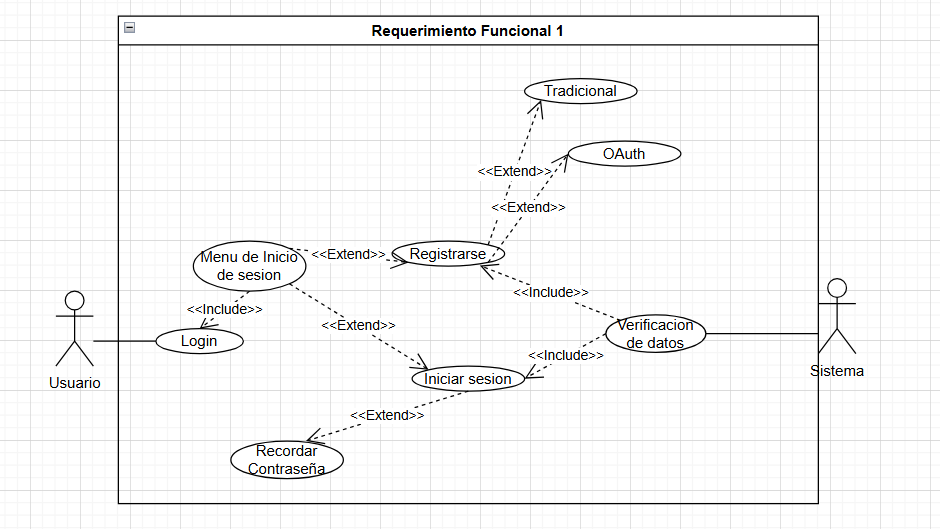 Requerimiento Funcional 1
Tradicional
OAuth
<<Extend>>
<<Extend>>
Menu de Inicio
de sesion
<<Extend>>
Registrarse
<<Include>>
<<Include>>
<<Extend>>
Login
Verificacion
de datos
<<Include>>
Iniciar sesion
Usuario
Sistema
<<Extend>>
Recordar
Contraseña